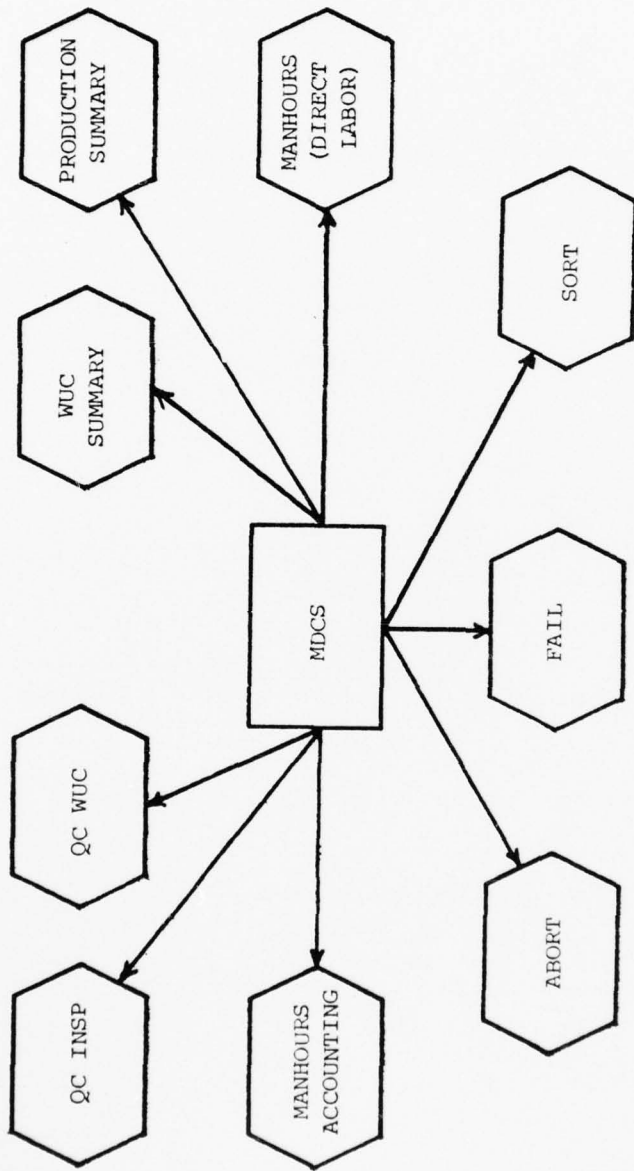 QC INSP
QC WUC
WUC
SUMMARY
PRODUCTION
SUMMARY
MANHOURS
ACCOUNTING
MDCS
MANHOURS
(DIRECT
LABOR)
ABORT
FAIL
SORT